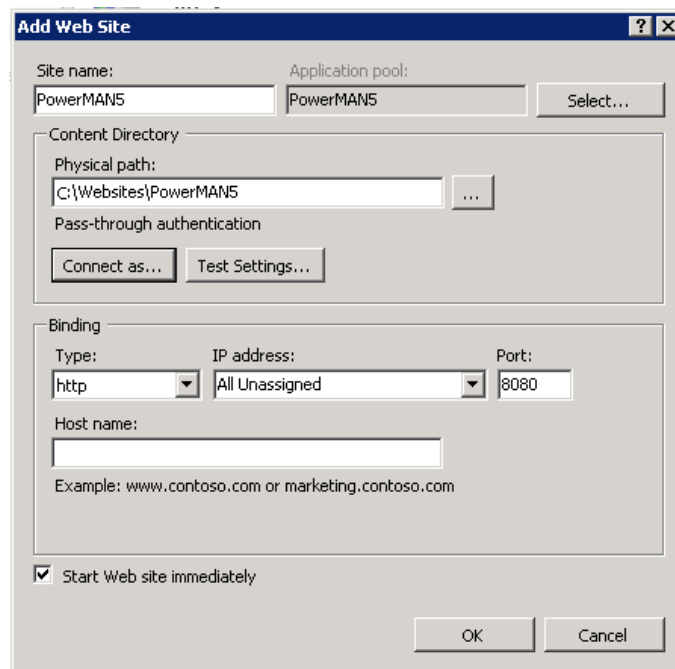 Add Web Site
Site name:
Application pool:
PowerMAN5
PowerMAN5
Select...
Content Directory
Physical path:
C:\Websites\PowerMAN5
...
Pass-through authentication
Connect as...
Test Settings...
Binding
Type:
IP address:
Port:
http
All Unassigned
8080
Host name:
Example: www.contoso.com or marketing.contoso.com
Start Web site immediately
OK
Cancel